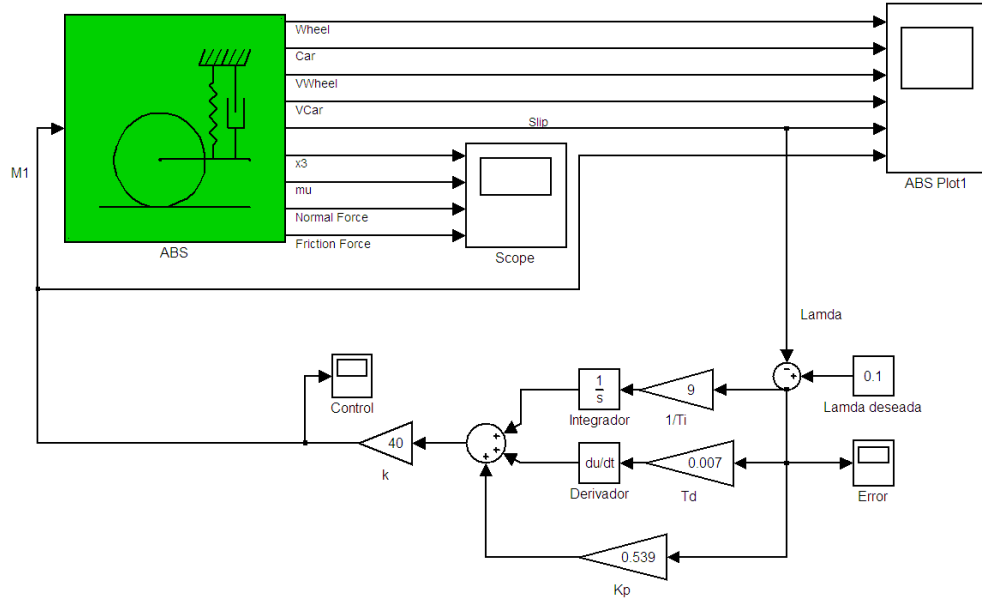 Wheel
Car
VWheel
VCar
Slip
x3
mu
Normal Force
Friction Force
M1
ABS
Scope
ABS Plot1
Lamda
-
+
0.1
Lamda deseada
Control
1
s
Integrador
9
1/Ti
+
+
+
40
k
du/dt
Derivador
0.007
Td
Error
0.539
Kp